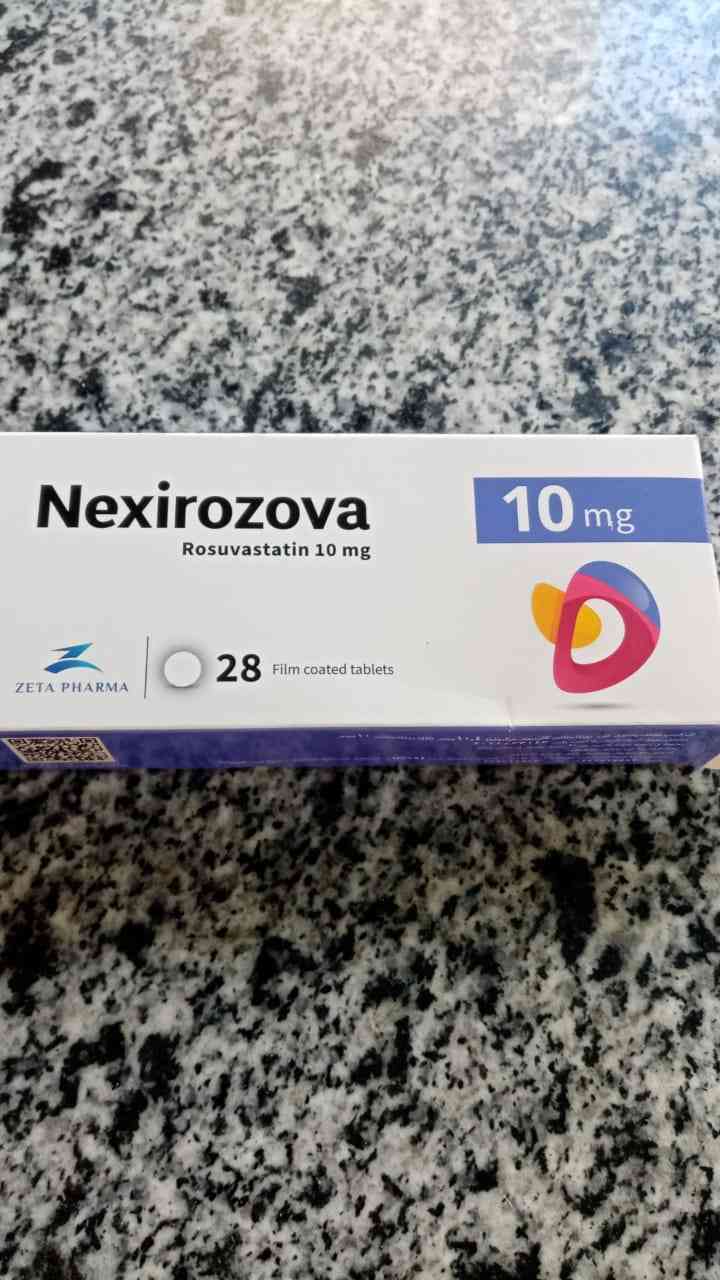 Nexirozova
Rosuvastatin 10 mg
10 mg
ZETA PHARMA
28 Film coated tablets